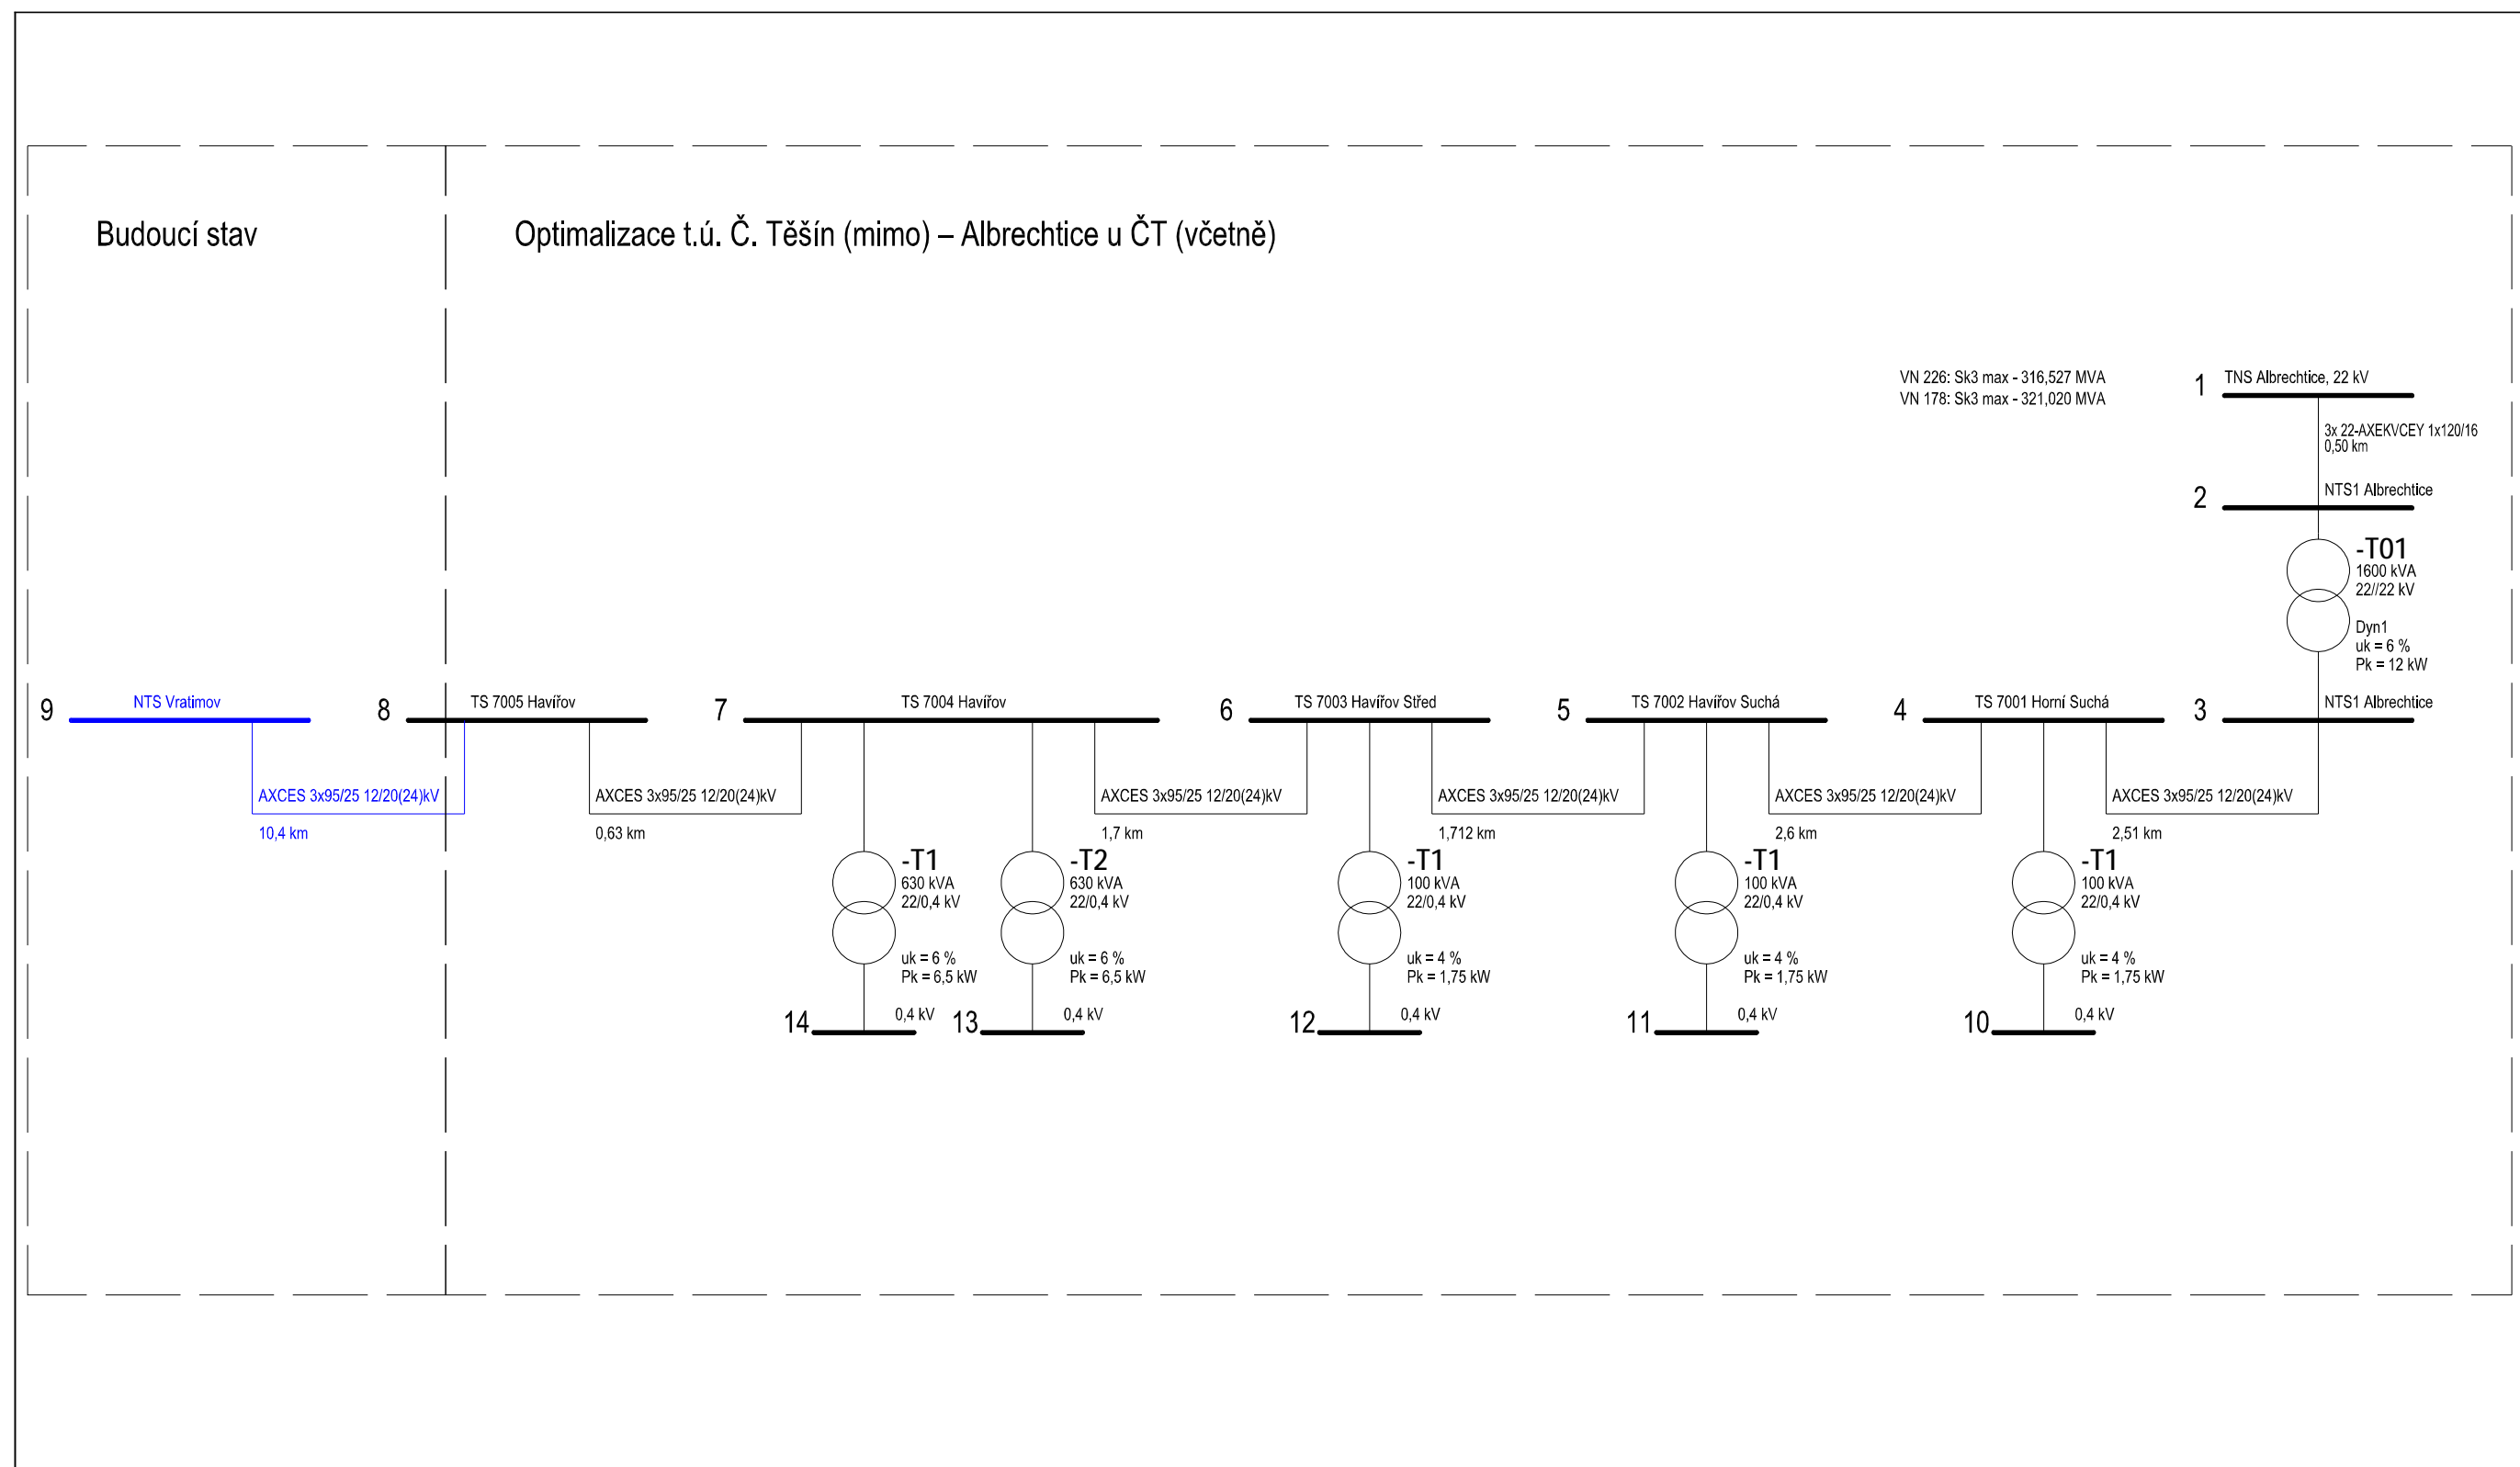 Budoucí stav
Optimalizace t.ú. Č. Těšín (mimo) – Albrechtice u ČT (včetně)
VN 226: Sk3 max - 316,527 MVA
VN 178: Sk3 max - 321,020 MVA
1
TNS Albrechtice, 22 kV
3x 22-AXEKVCEY 1x120/16
0,50 km
2
NTS1 Albrechtice
-T01
1600 kVA
22//22 kV
Dyn1
uk = 6 %
Pk = 12 kW
9
NTS Vratimov
8
TS 7005 Havířov
7
TS 7004 Havířov
6
TS 7003 Havířov Střed
5
TS 7002 Havířov Suchá
4
TS 7001 Horní Suchá
3
NTS1 Albrechtice
AXCES 3x95/25 12/20(24)kV
10,4 km
AXCES 3x95/25 12/20(24)kV
0,63 km
AXCES 3x95/25 12/20(24)kV
1,7 km
AXCES 3x95/25 12/20(24)kV
1,712 km
AXCES 3x95/25 12/20(24)kV
2,6 km
AXCES 3x95/25 12/20(24)kV
2,51 km
-T1
630 kVA
22/0,4 kV
uk = 6 %
Pk = 6,5 kW
14
0,4 kV
-T2
630 kVA
22/0,4 kV
uk = 6 %
Pk = 6,5 kW
13
0,4 kV
-T1
100 kVA
22/0,4 kV
uk = 4 %
Pk = 1,75 kW
12
0,4 kV
-T1
100 kVA
22/0,4 kV
uk = 4 %
Pk = 1,75 kW
11
0,4 kV
-T1
100 kVA
22/0,4 kV
uk = 4 %
Pk = 1,75 kW
10
0,4 kV